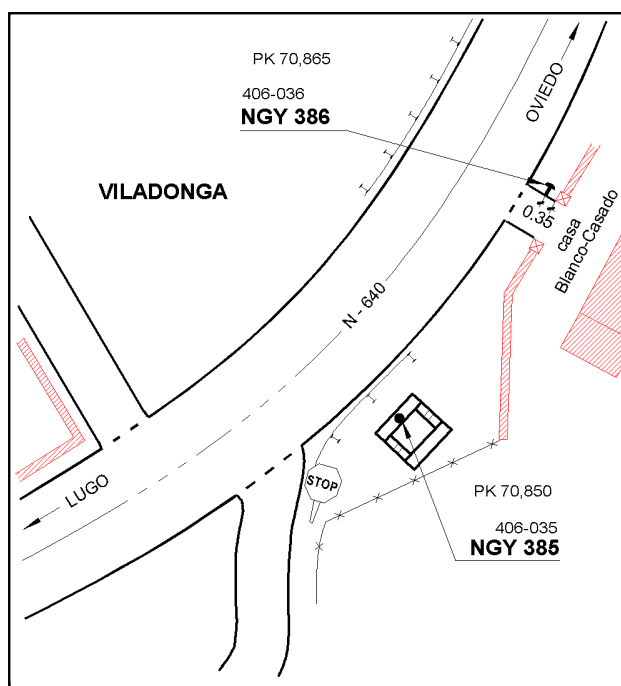 PK 70,865
406-036
NGY 386
OVIEDO
VILADONGA
0.35
casa
Blanco-Casado
N - 640
LUGO
STOP
PK 70,850
406-035
NGY 385